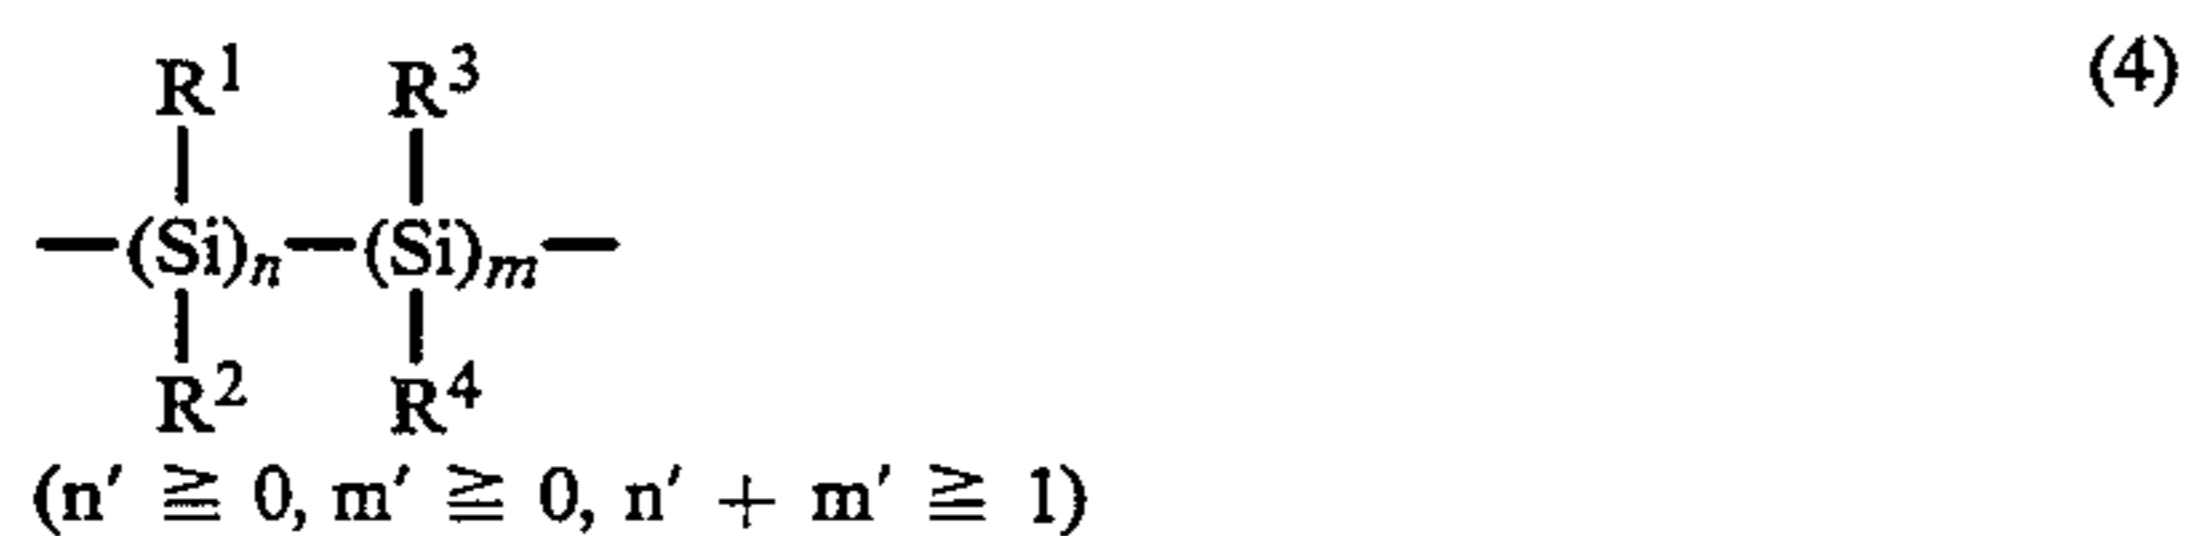 R¹ R³ (4)
—(Si)ₙ—(Si)ₘ—
R² R⁴
(n′ ≧ 0, m′ ≧ 0, n′ + m′ ≧ 1)